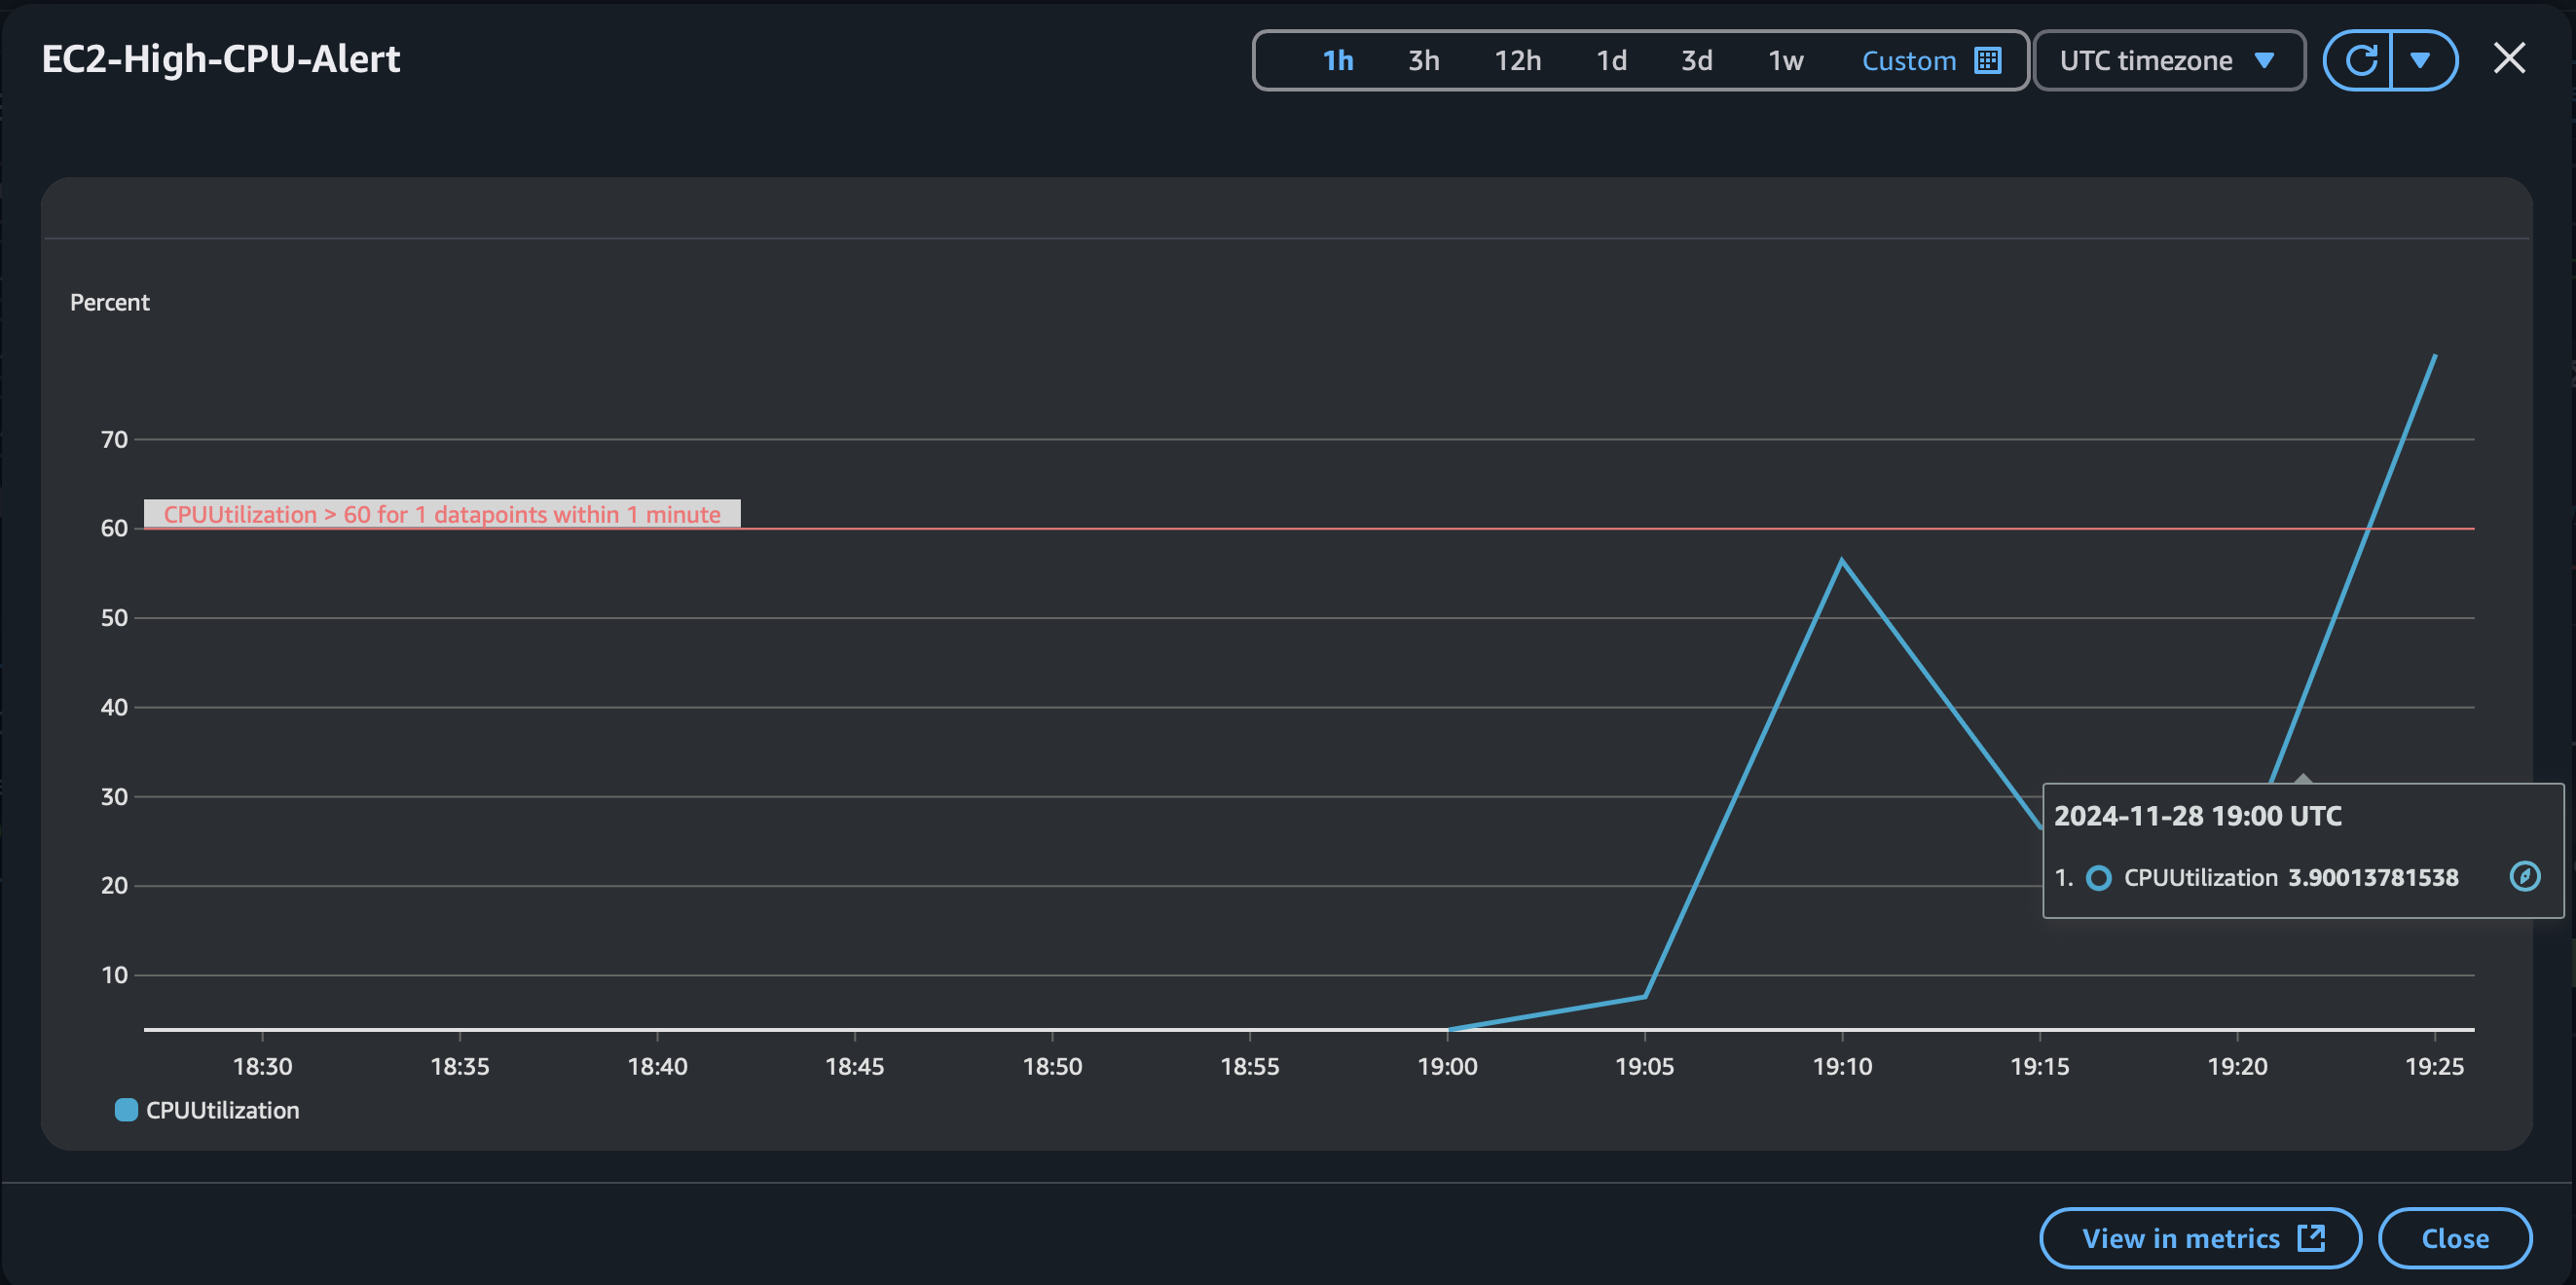 EC2-High-CPU-Alert
1h 3h 12h 1d 3d 1w Custom UTC timezone
Percent
70
CPUUtilization > 60 for 1 datapoints within 1 minute
60
50
40
30
2024-11-28 19:00 UTC
1. CPUUtilization 3.90013781538
20
10
18:30 18:35 18:40 18:45 18:50 18:55 19:00 19:05 19:10 19:15 19:20 19:25
CPUUtilization
View in metrics Close